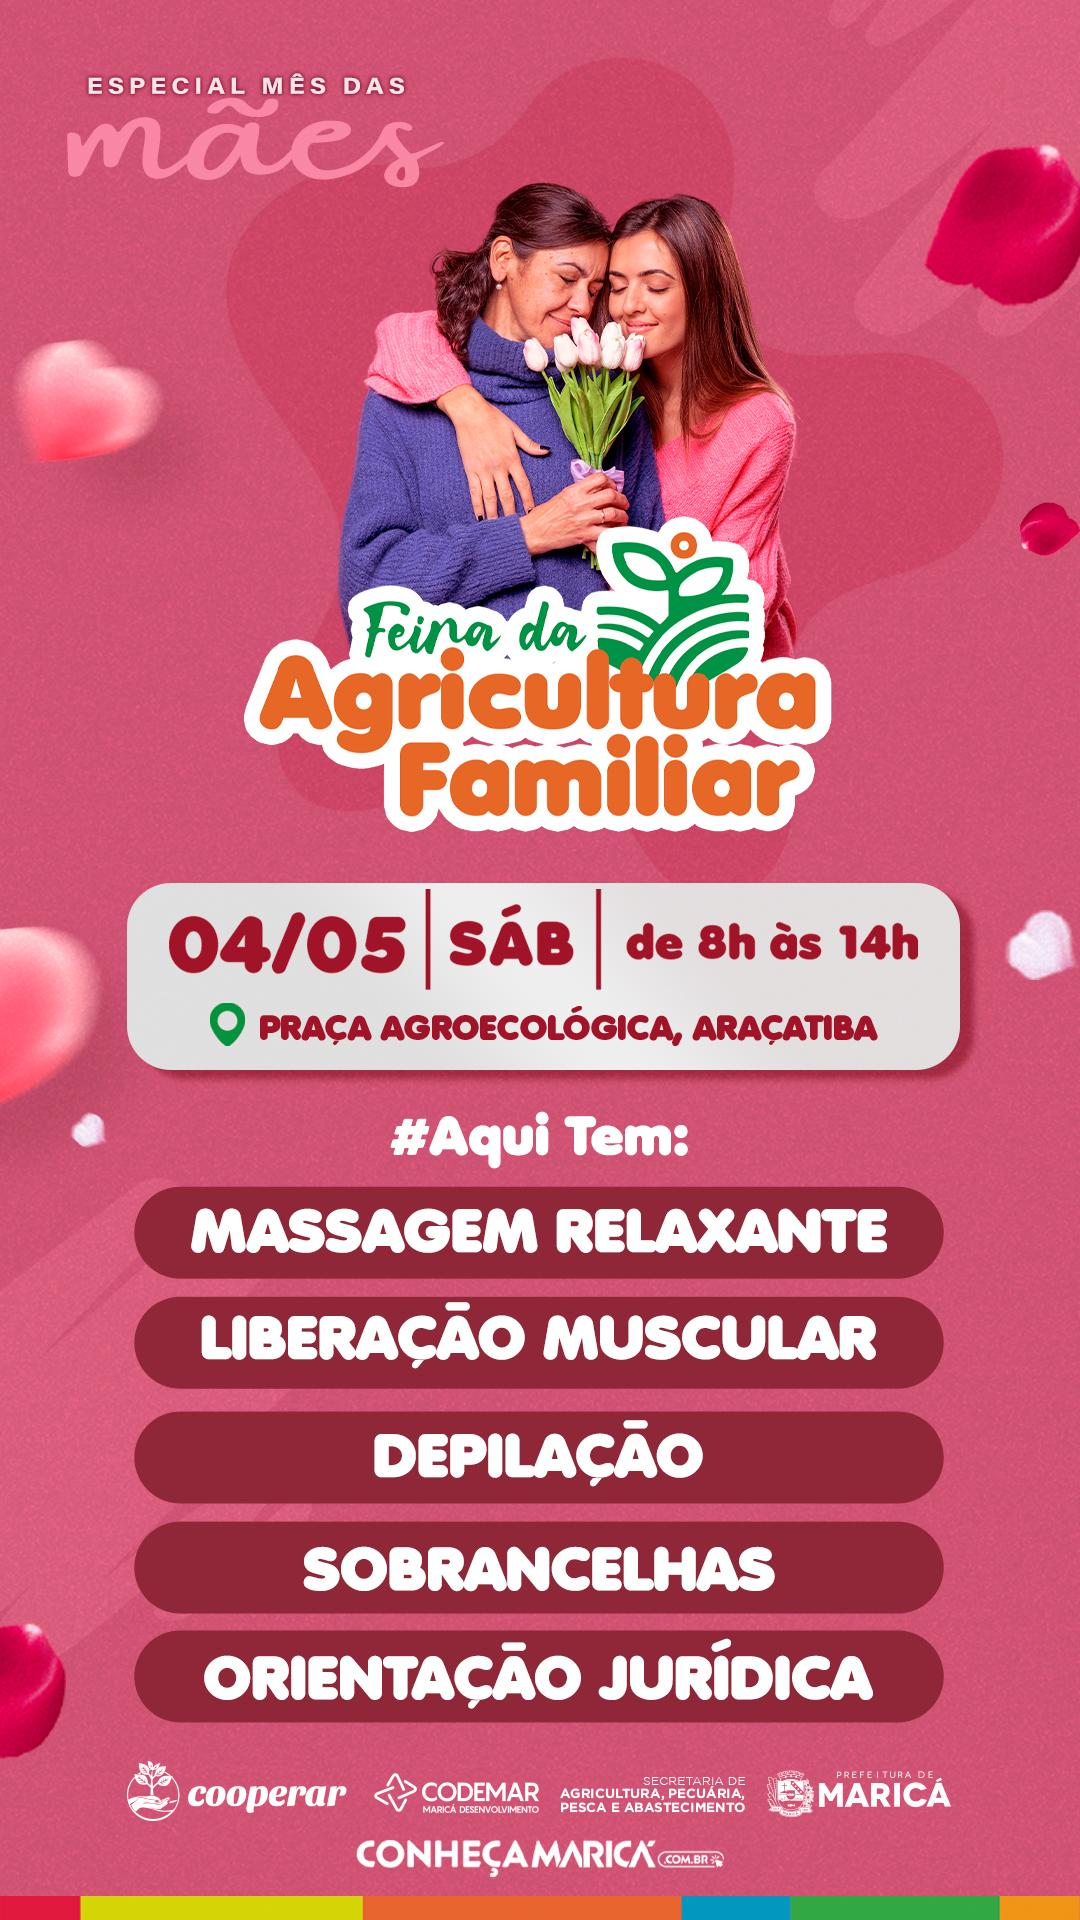 ESPECIAL MÊS DAS
mães
Feira da
Agricultura
Familiar
04/05 SÁB de 8h às 14h
PRAÇA AGROECOLÓGICA, ARAÇATIBA
#Aqui Tem:
MASSAGEM RELAXANTE
LIBERAÇÃO MUSCULAR
DEPILAÇÃO
SOBRANCELHAS
ORIENTAÇÃO JURÍDICA
cooperar
CODEMAR
MARICÁ DESENVOLVIMENTO
SECRETARIA DE
AGRICULTURA, PECUÁRIA,
PESCA E ABASTECIMENTO
PREFEITURA DE
MARICÁ
CONHEÇAMARICÁ .COM.BR